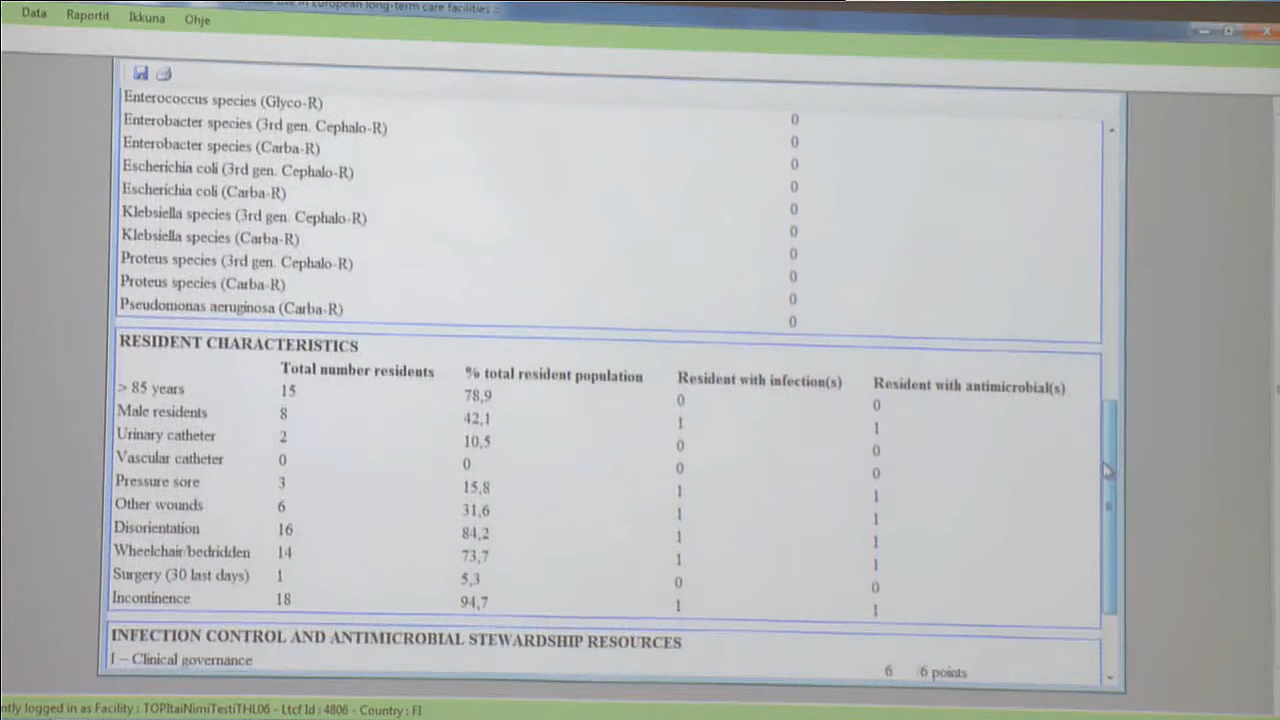 in European long-term care facilities
Data Raportit Ikkuna Ohje
Enterococcus species (Glyco-R) 0
Enterobacter species (3rd gen. Cephalo-R) 0
Enterobacter species (Carba-R) 0
Escherichia coli (3rd gen. Cephalo-R) 0
Escherichia coli (Carba-R) 0
Klebsiella species (3rd gen. Cephalo-R) 0
Klebsiella species (Carba-R) 0
Proteus species (3rd gen. Cephalo-R) 0
Proteus species (Carba-R) 0
Pseudomonas aeruginosa (Carba-R) 0
RESIDENT CHARACTERISTICS
Total number residents % total resident population Resident with infection(s) Resident with antimicrobial(s)
> 85 years 15 78,9 0 0
Male residents 8 42,1 1 1
Urinary catheter 2 10,5 0 0
Vascular catheter 0 0 0 0
Pressure sore 3 15,8 1 1
Other wounds 6 31,6 1 1
Disorientation 16 84,2 1 1
Wheelchair/bedridden 14 73,7 1 1
Surgery (30 last days) 1 5,3 0 0
Incontinence 18 94,7 1 1
INFECTION CONTROL AND ANTIMICROBIAL STEWARDSHIP RESOURCES
I – Clinical governance 6 6 points
ntly logged in as Facility : TOPItaiNimiTestiTHL06 - Ltcf Id : 4806 - Country : FI